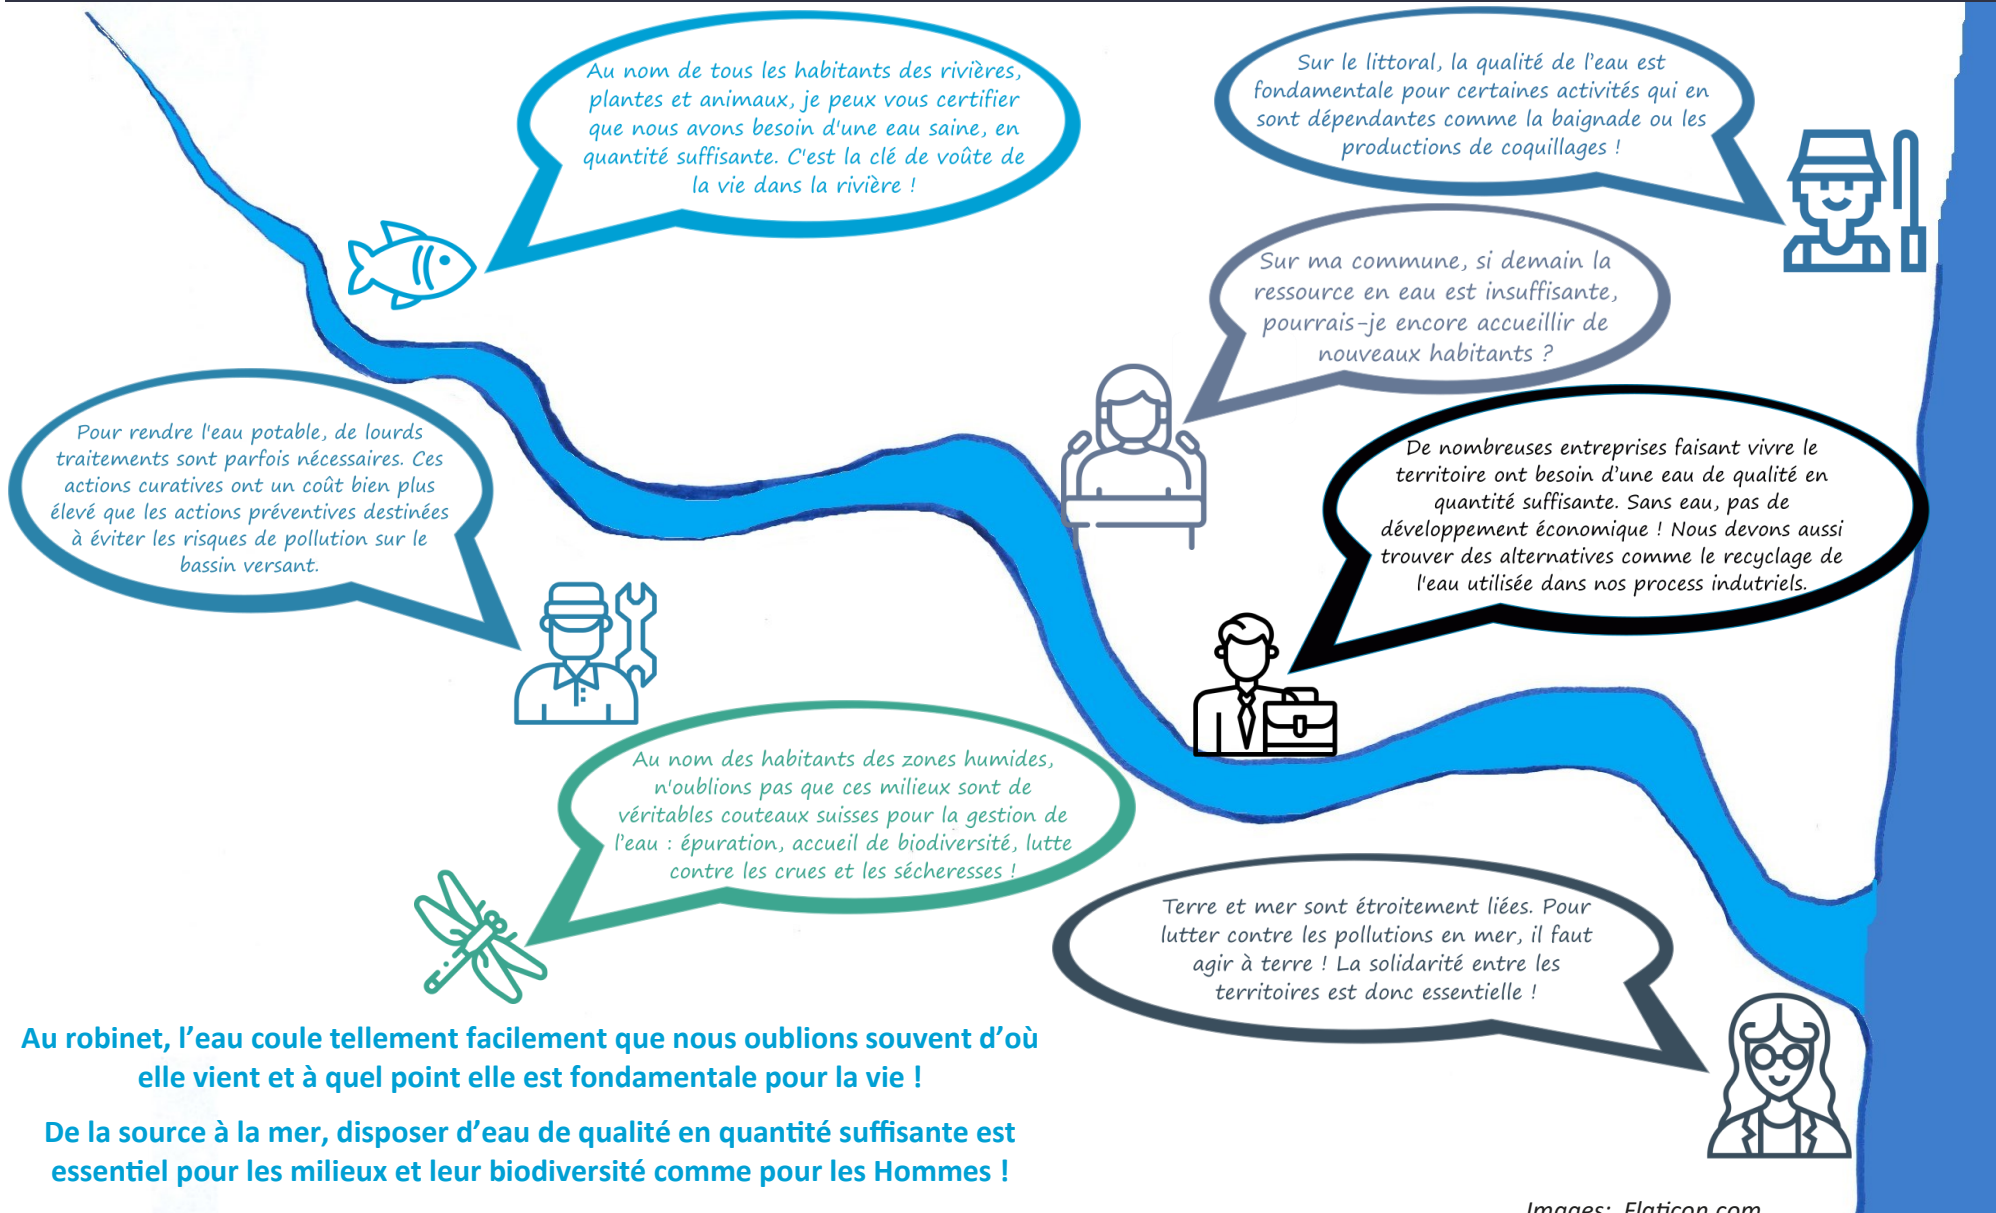 Au nom de tous les habitants des rivières,
plantes et animaux, je peux vous certifier
que nous avons besoin d'une eau saine, en
quantité suffisante. C'est la clé de voûte de
la vie dans la rivière !
Sur le littoral, la qualité de l'eau est
fondamentale pour certaines activités qui en
sont dépendantes comme la baignade ou les
productions de coquillages !
Sur ma commune, si demain la
ressource en eau est insuffisante,
pourrais-je encore accueillir de
nouveaux habitants ?
Pour rendre l'eau potable, de lourds
traitements sont parfois nécessaires. Ces
actions curatives ont un coût bien plus
élevé que les actions préventives destinées
à éviter les risques de pollution sur le
bassin versant.
De nombreuses entreprises faisant vivre le
territoire ont besoin d'une eau de qualité en
quantité suffisante. Sans eau, pas de
développement économique ! Nous devons aussi
trouver des alternatives comme le recyclage de
l'eau utilisée dans nos process indutriels.
Au nom des habitants des zones humides,
n'oublions pas que ces milieux sont de
véritables couteaux suisses pour la gestion de
l'eau : épuration, accueil de biodiversité, lutte
contre les crues et les sécheresses !
Terre et mer sont étroitement liées. Pour
lutter contre les pollutions en mer, il faut
agir à terre ! La solidarité entre les
territoires est donc essentielle !
Au robinet, l'eau coule tellement facilement que nous oublions souvent d'où
elle vient et à quel point elle est fondamentale pour la vie !
De la source à la mer, disposer d'eau de qualité en quantité suffisante est
essentiel pour les milieux et leur biodiversité comme pour les Hommes !
Images: Flaticon.com